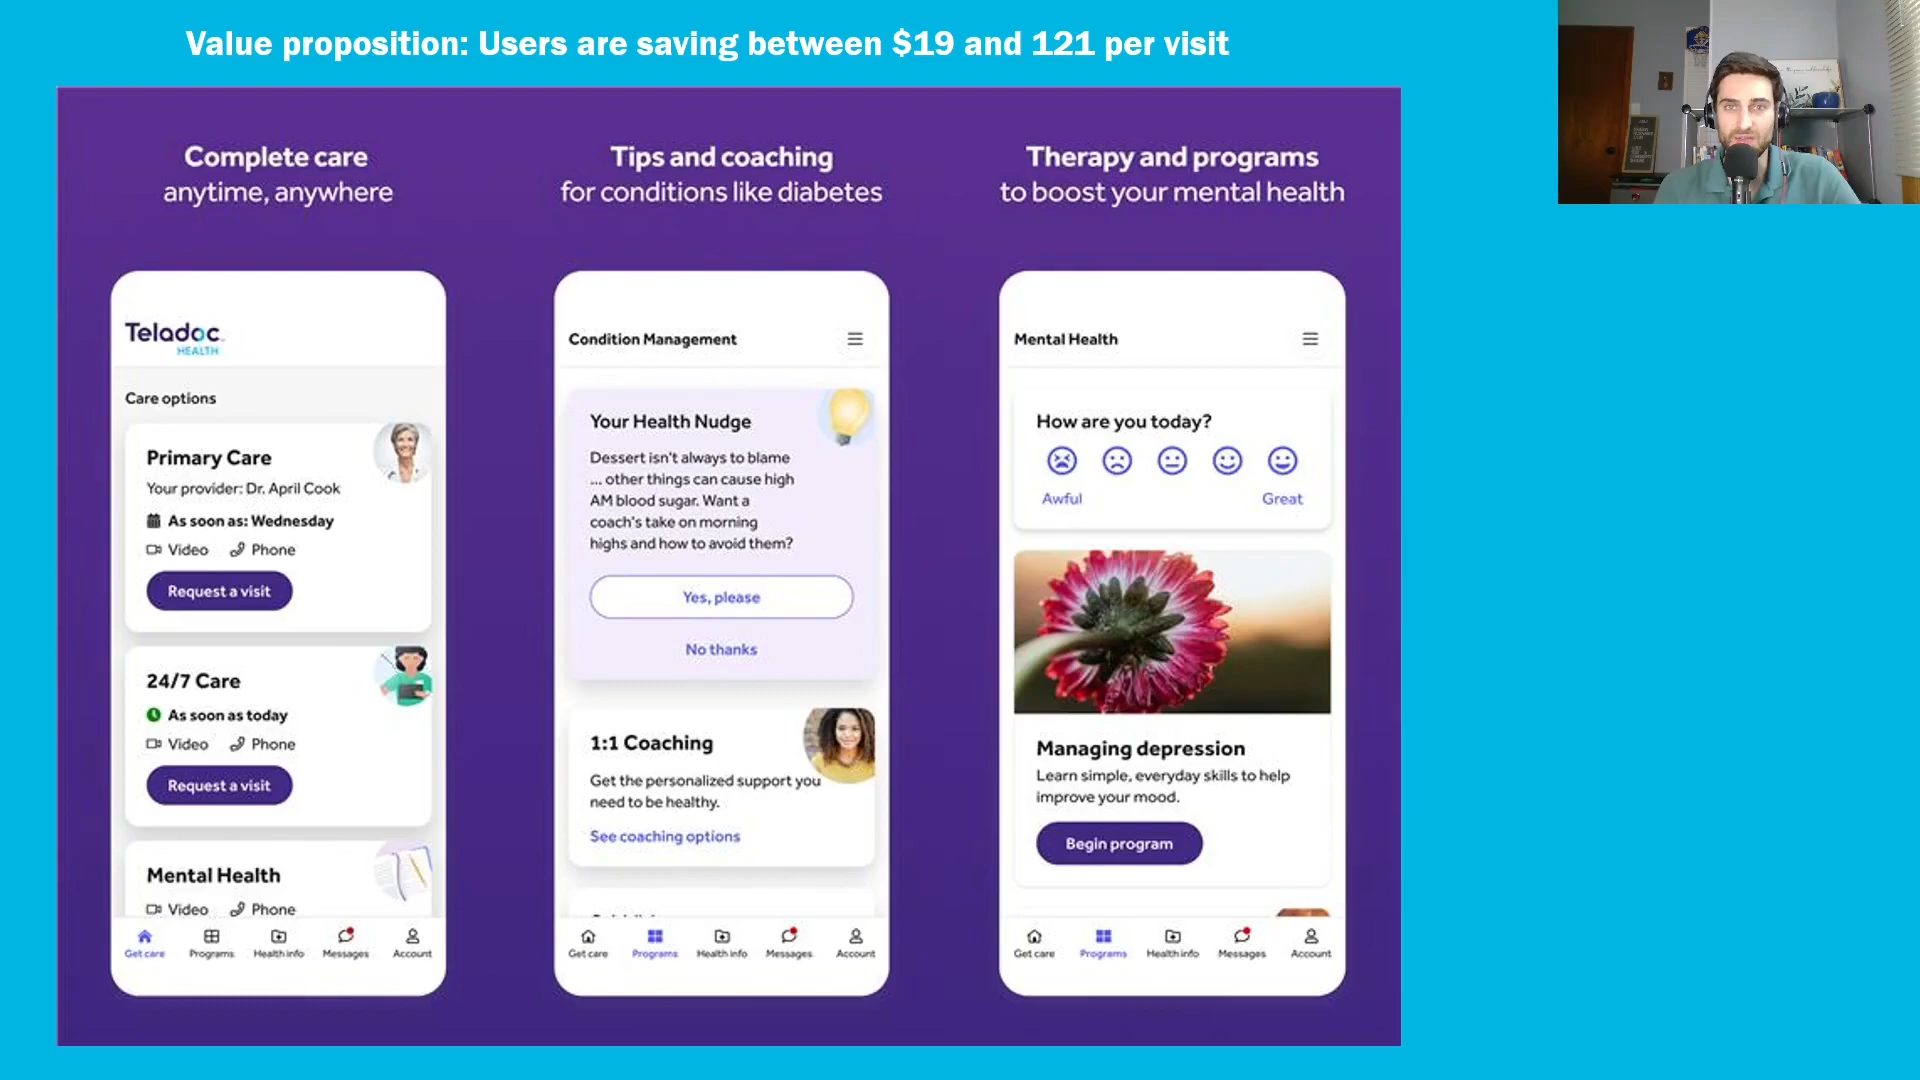 Value proposition: Users are saving between $19 and 121 per visit
Complete care
anytime, anywhere
Teladoc
HEALTH
Care options
Primary Care
Your provider: Dr. April Cook
As soon as: Wednesday
Video Phone
Request a visit
24/7 Care
As soon as today
Video Phone
Request a visit
Mental Health
Video Phone
Get care Programs Health info Messages Account
Tips and coaching
for conditions like diabetes
Condition Management
Your Health Nudge
Dessert isn't always to blame
... other things can cause high
AM blood sugar. Want a
coach's take on morning
highs and how to avoid them?
Yes, please
No thanks
1:1 Coaching
Get the personalized support you
need to be healthy.
See coaching options
Get care Programs Health info Messages Account
Therapy and programs
to boost your mental health
Mental Health
How are you today?
Awful Great
Managing depression
Learn simple, everyday skills to help
improve your mood.
Begin program
Get care Programs Health info Messages Account